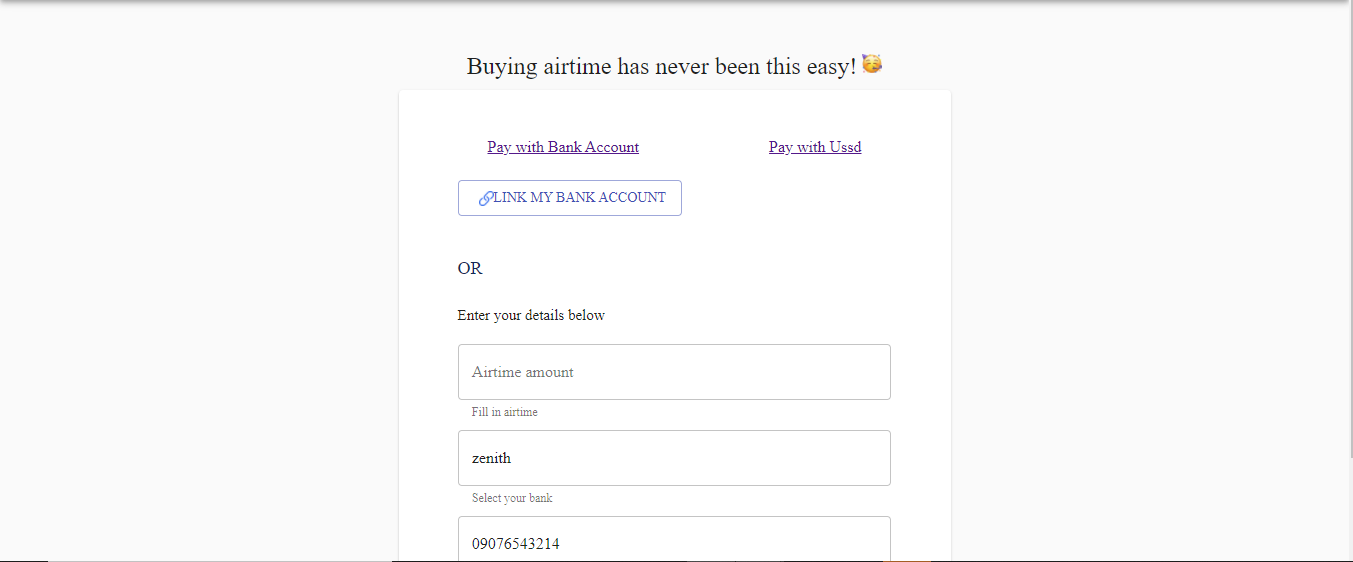 Buying airtime has never been this easy! 🥳
Pay with Bank Account Pay with Ussd
🔗LINK MY BANK ACCOUNT
OR
Enter your details below
Airtime amount
Fill in airtime
zenith
Select your bank
09076543214